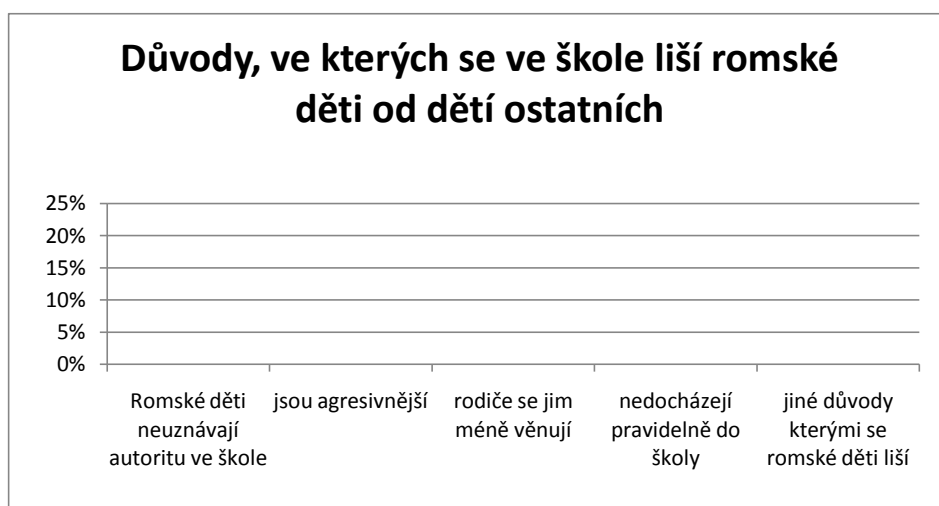 Důvody, ve kterých se ve škole liší romské
děti od dětí ostatních
25%
20%
15%
10%
5%
0%
Romské děti
neuznávají
autoritu ve škole
jsou agresivnější
rodiče se jim
méně věnují
nedocházejí
pravidelně do
školy
jiné důvody
kterými se
romské děti liší